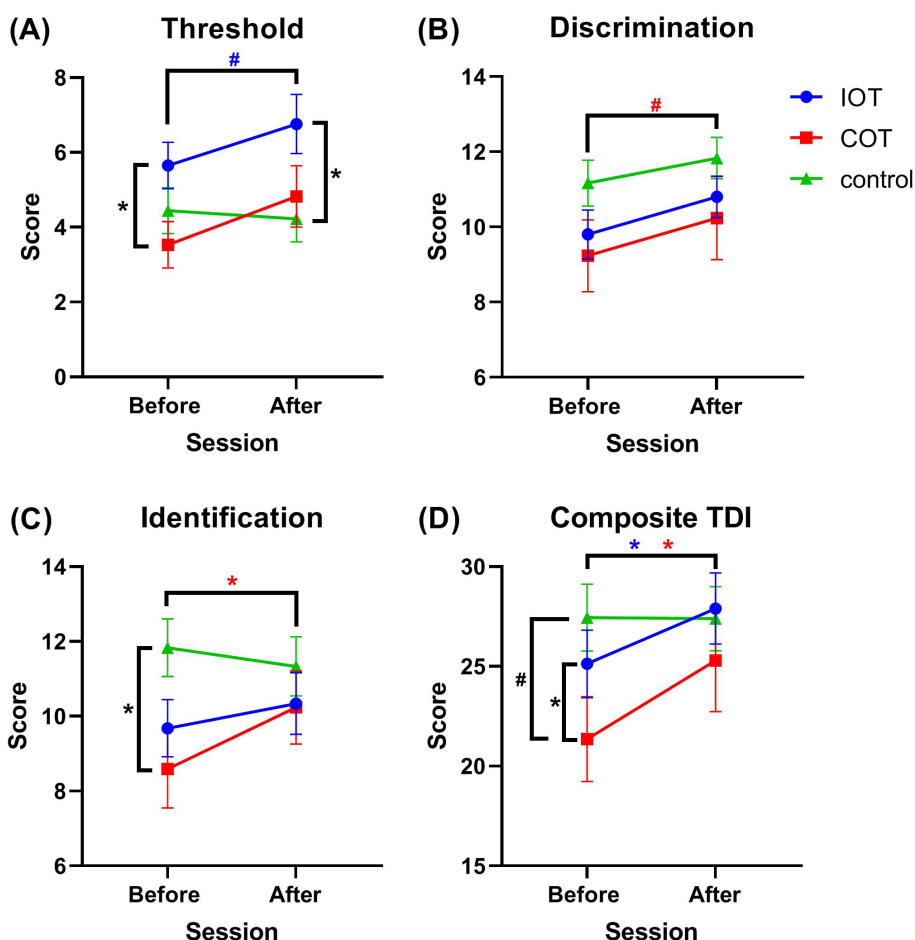 (A) Threshold
#
8
6
4
2
0
Score
*
*
Before After
Session
(B) Discrimination
#
14
12
10
8
6
Score
Before After
Session
IOT
COT
control
(C) Identification
*
14
12
10
8
6
Score
*
Before After
Session
(D) Composite TDI
* *
30
25
20
15
Score
#
*
Before After
Session